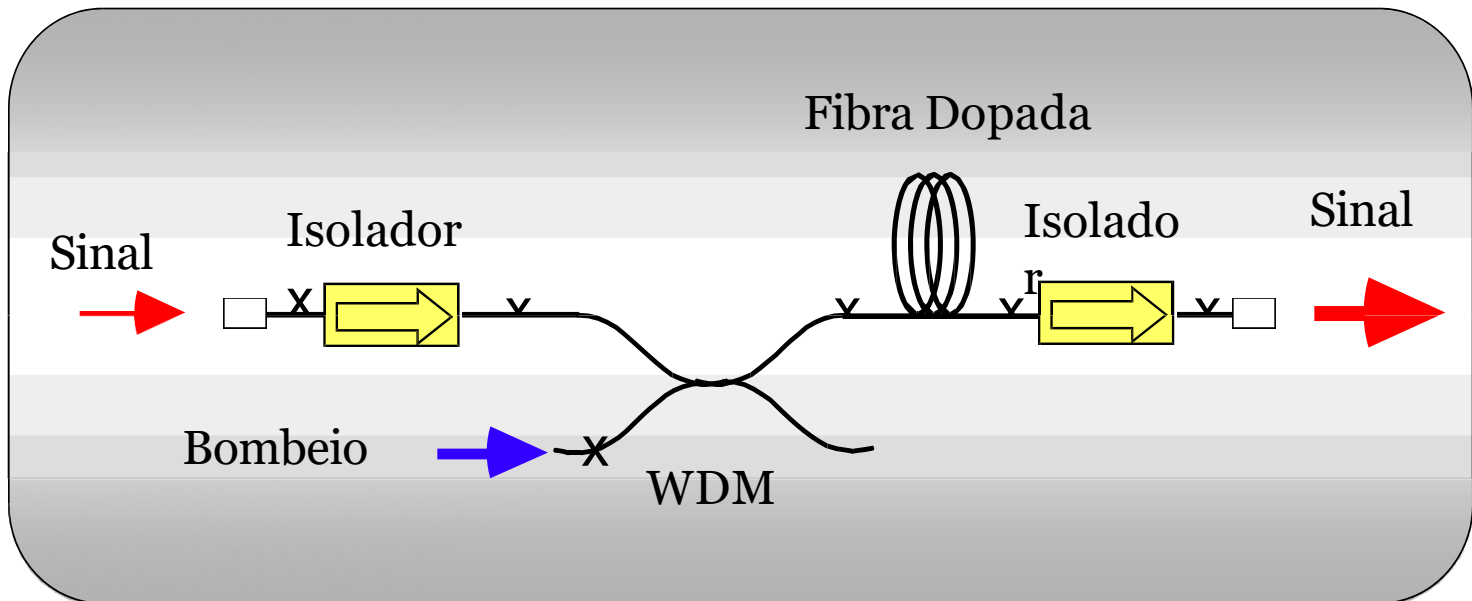 Fibra Dopada
Sinal
Isolador
Isolado
r
Sinal
X
X
X
X
X
Bombeio
X
WDM